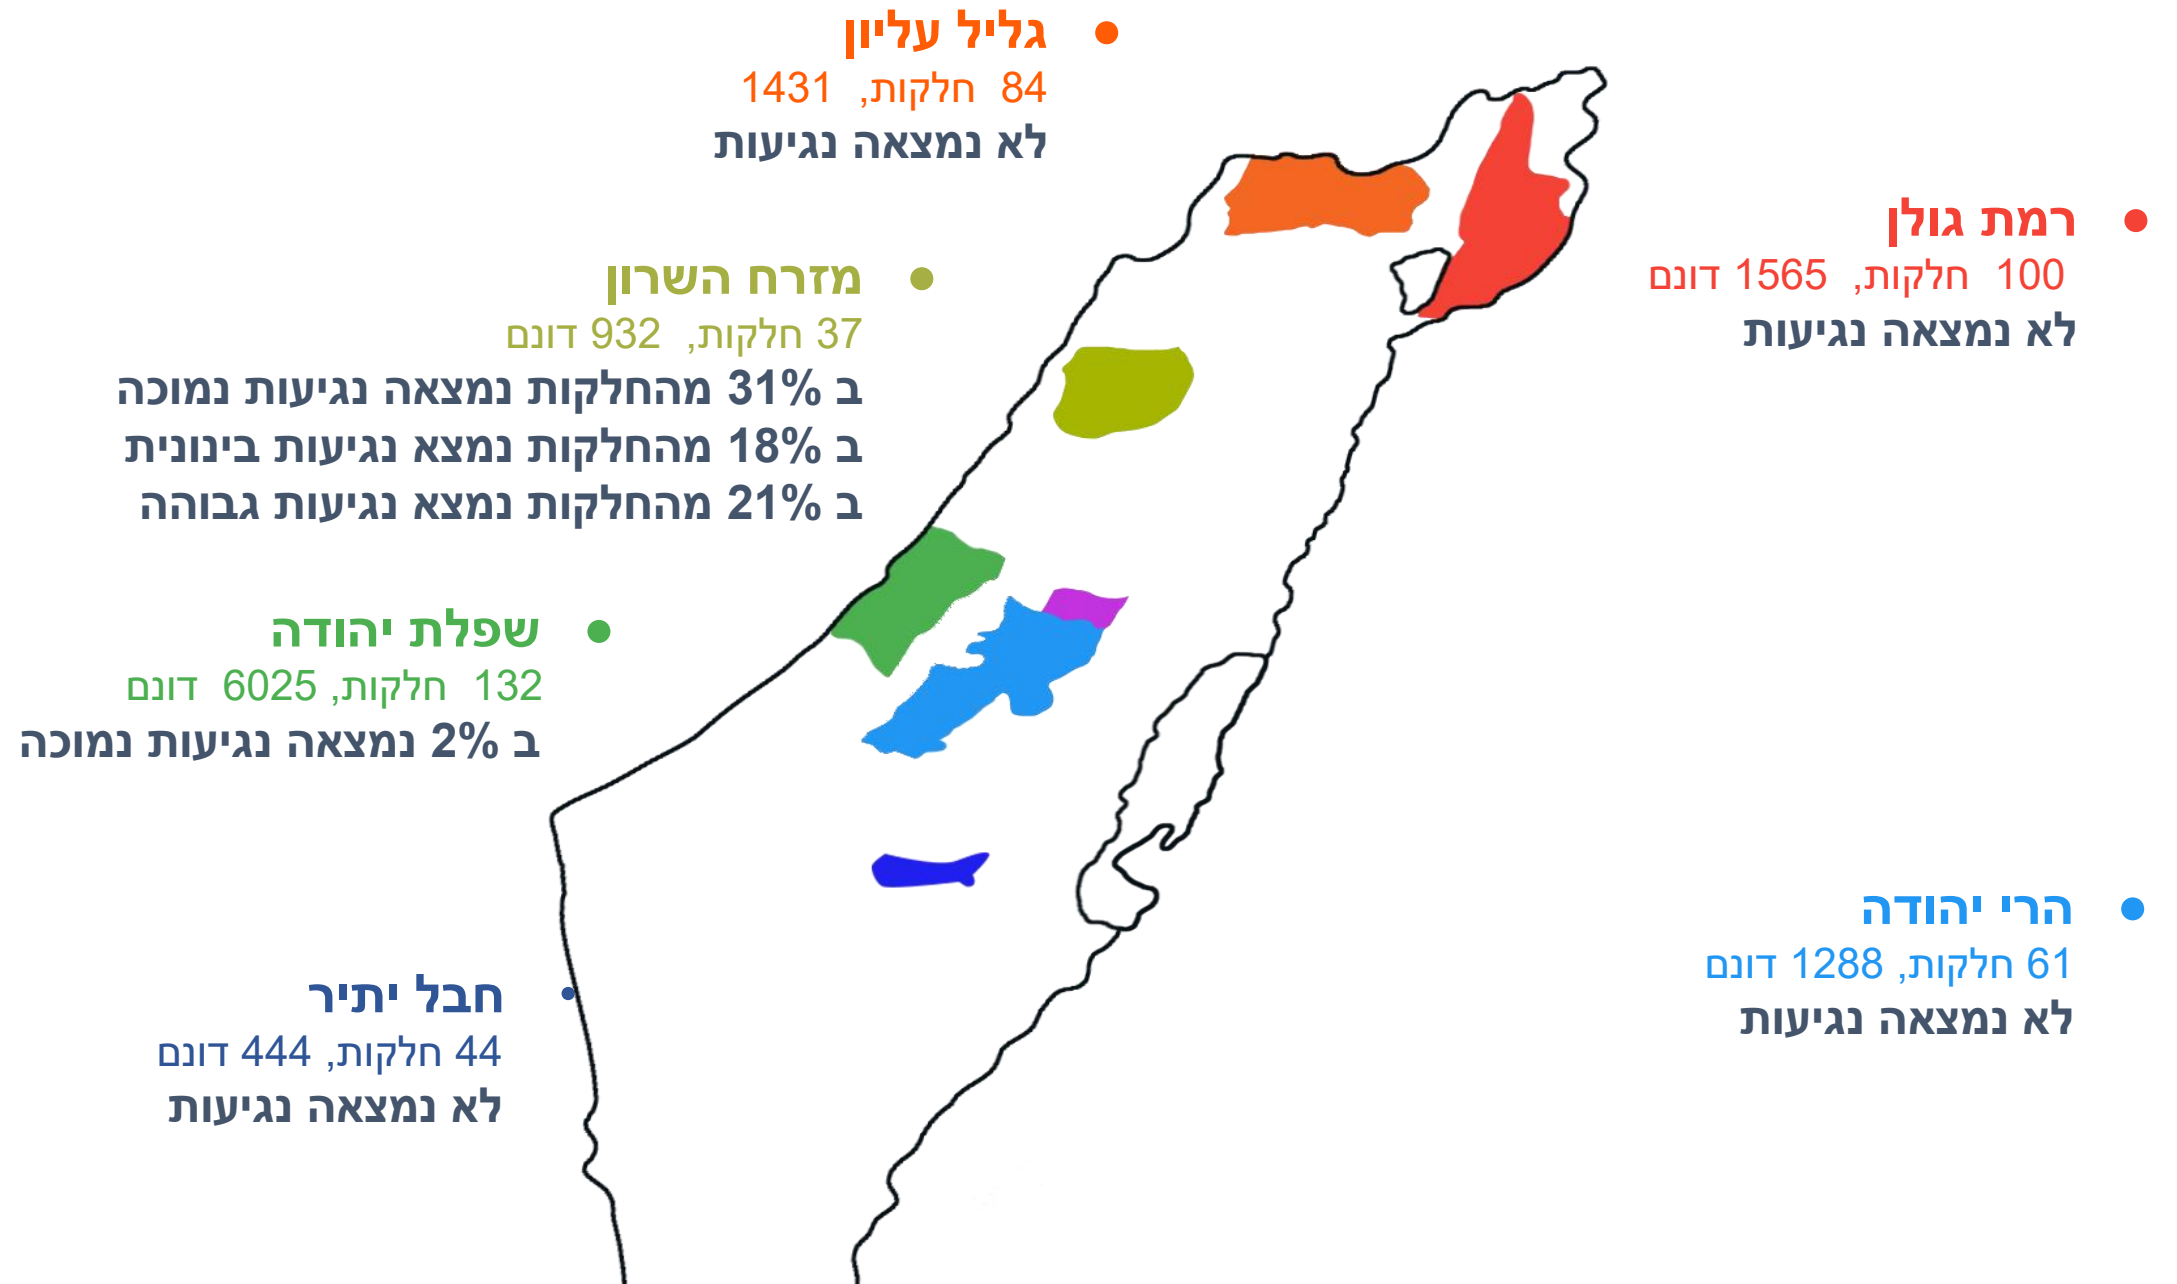 • גליל עליון
84 חלקות, 1431
לא נמצאה נגיעות
• רמת גולן
100 חלקות, 1565 דונם
לא נמצאה נגיעות
• מזרח השרון
37 חלקות, 932 דונם
ב 31% מהחלקות נמצאה נגיעות נמוכה
ב 18% מהחלקות נמצא נגיעות בינונית
ב 21% מהחלקות נמצא נגיעות גבוהה
• שפלת יהודה
132 חלקות, 6025 דונם
ב 2% נמצאה נגיעות נמוכה
• הרי יהודה
61 חלקות, 1288 דונם
לא נמצאה נגיעות
• חבל יתיר
44 חלקות, 444 דונם
לא נמצאה נגיעות